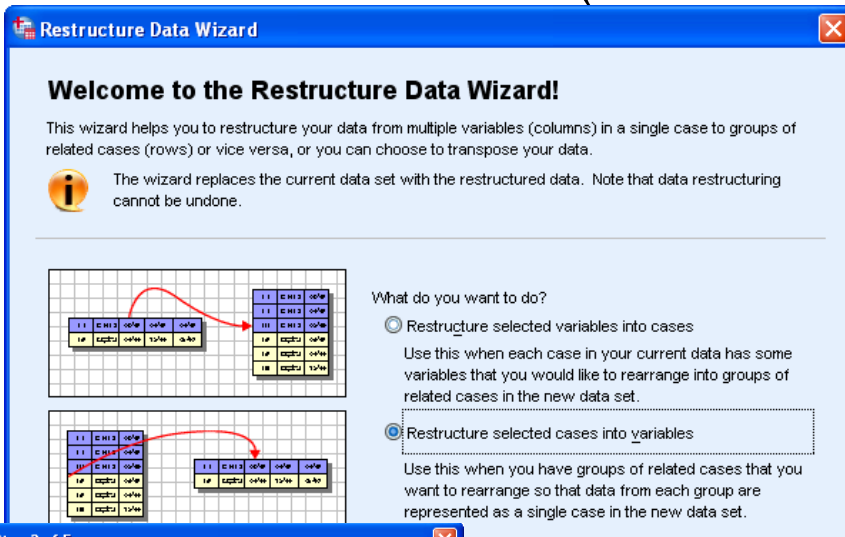 Restructure Data Wizard
Welcome to the Restructure Data Wizard!
This wizard helps you to restructure your data from multiple variables (columns) in a single case to groups of
related cases (rows) or vice versa, or you can choose to transpose your data.
The wizard replaces the current data set with the restructured data. Note that data restructuring
cannot be undone.
What do you want to do?
Restructure selected variables into cases
Use this when each case in your current data has some
variables that you would like to rearrange into groups of
related cases in the new data set.
Restructure selected cases into variables
Use this when you have groups of related cases that you
want to rearrange so that data from each group are
represented as a single case in the new data set.